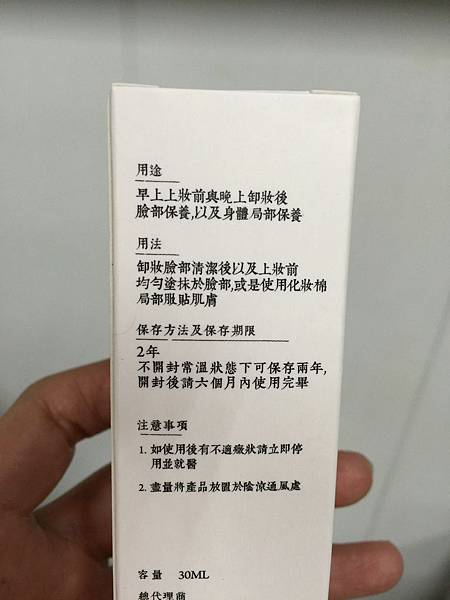 用途
早上上妝前與晚上卸妝後
臉部保養,以及身體局部保養
用法
卸妝臉部清潔後以及上妝前
均勻塗抹於臉部,或是使用化妝棉
局部服貼肌膚
保存方法及保存期限
2年
不開封常溫狀態下可保存兩年,
開封後請六個月內使用完畢
注意事項
1. 如使用後有不適癥狀請立即停
用並就醫
2. 盡量將產品放置於陰涼通風處
容量 30ML
總代理商